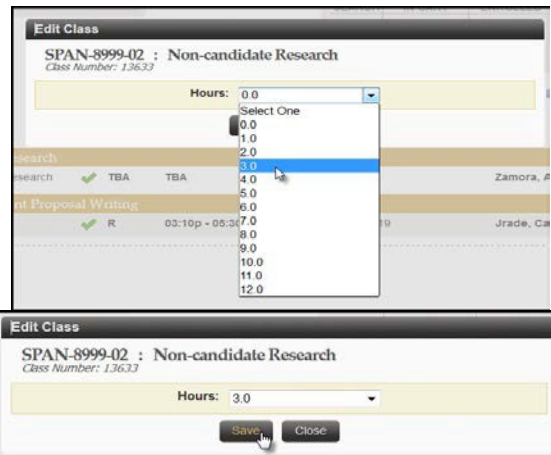 Edit Class
SPAN-8999-02 : Non-candidate Research
Class Number: 13633
Hours: 0.0
Select One
0.0
1.0
2.0
3.0
4.0
5.0
6.0
7.0
8.0
9.0
10.0
11.0
12.0
search
esearch TBA TBA Zamora, A
nt Proposal Writing
R 03:10p - 05:30 19 Jrade, Ca
Edit Class
SPAN-8999-02 : Non-candidate Research
Class Number: 13633
Hours: 3.0
Save Close